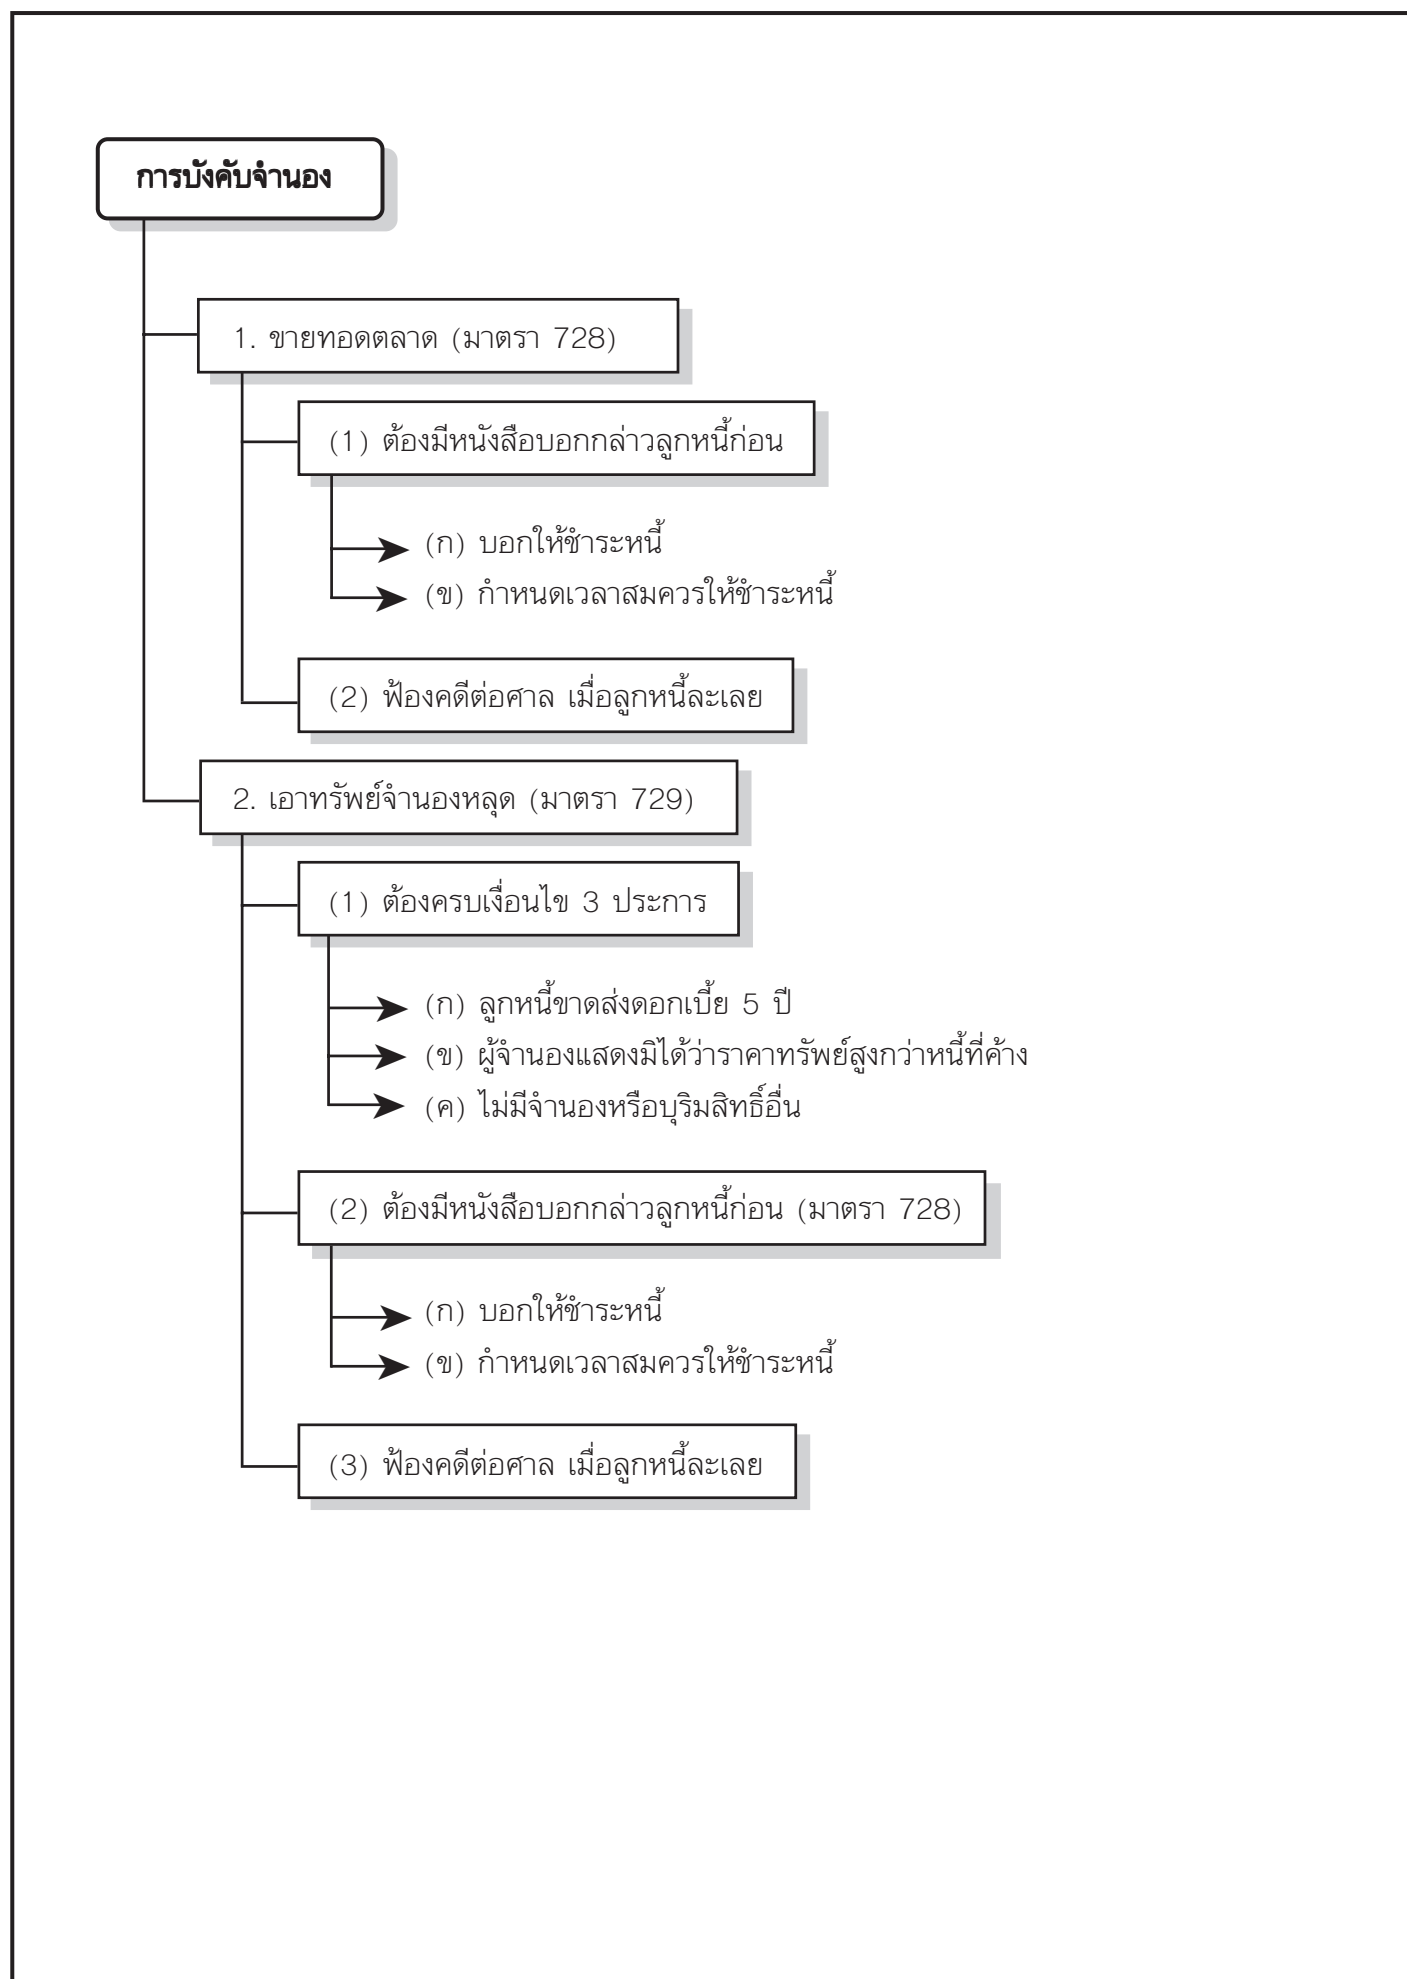 การบังคับจำนอง
1. ขายทอดตลาด (มาตรา 728)
(1) ต้องมีหนังสือบอกกล่าวลูกหนี้ก่อน
(ก) บอกให้ชำระหนี้
(ข) กำหนดเวลาสมควรให้ชำระหนี้
(2) ฟ้องคดีต่อศาล เมื่อลูกหนี้ละเลย
2. เอาทรัพย์จำนองหลุด (มาตรา 729)
(1) ต้องครบเงื่อนไข 3 ประการ
(ก) ลูกหนี้ขาดส่งดอกเบี้ย 5 ปี
(ข) ผู้จำนองแสดงมิได้ว่าราคาทรัพย์สูงกว่าหนี้ที่ค้าง
(ค) ไม่มีจำนองหรือบุริมสิทธิ์อื่น
(2) ต้องมีหนังสือบอกกล่าวลูกหนี้ก่อน (มาตรา 728)
(ก) บอกให้ชำระหนี้
(ข) กำหนดเวลาสมควรให้ชำระหนี้
(3) ฟ้องคดีต่อศาล เมื่อลูกหนี้ละเลย